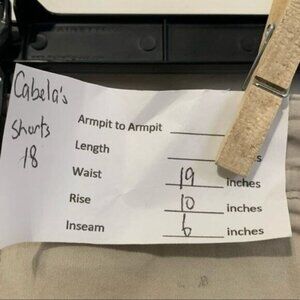 Cabela's
Shorts
18
Armpit to Armpit
Length s
Waist 19 inches
Rise 10 inches
Inseam 6 inches